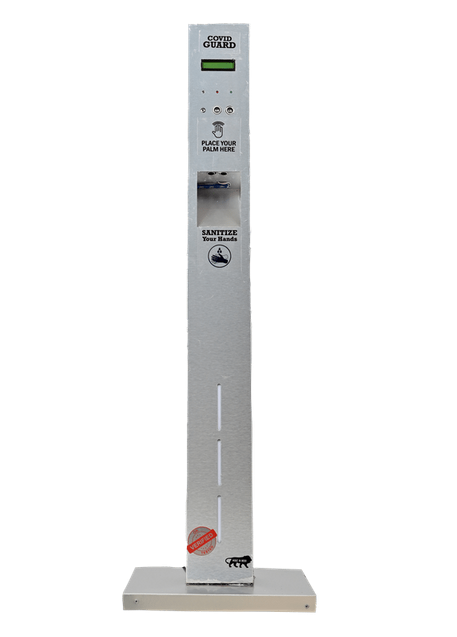 COVID
GUARD
PLACE YOUR
PALM HERE
SANITIZE
Your Hands
VERIFIED